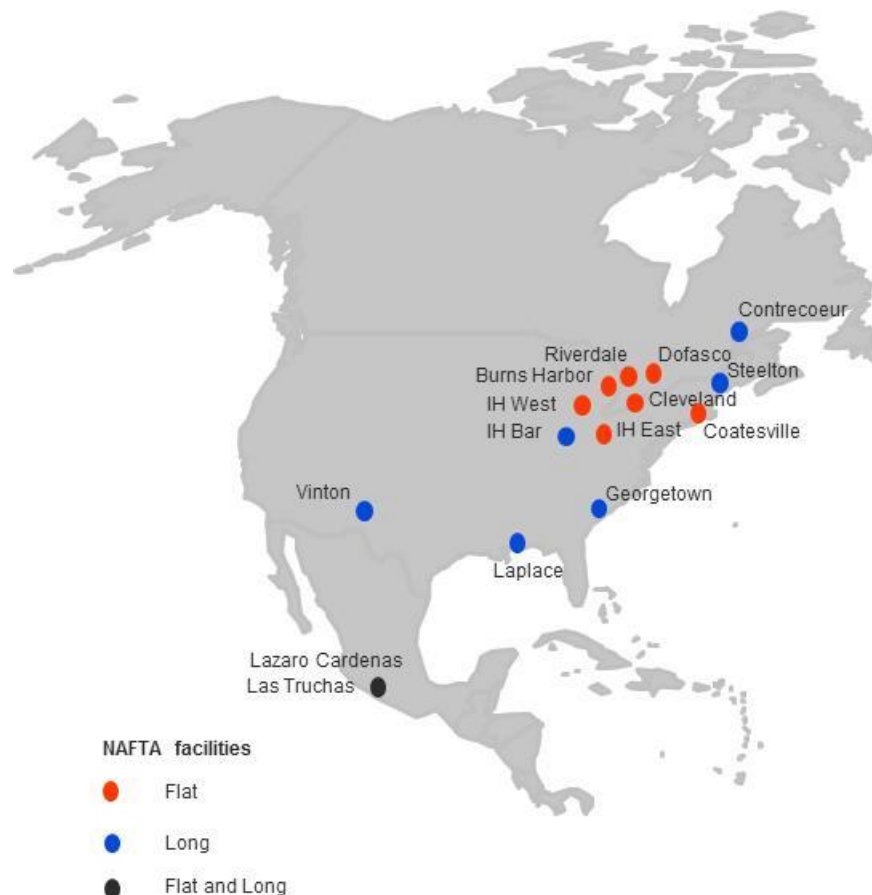 Contrecoeur
Riverdale
Dofasco
Burns Harbor
Steelton
IH West
Cleveland
IH Bar
IH East
Coatesville
Vinton
Georgetown
Laplace
Lazaro Cardenas
Las Truchas
NAFTA facilities
Flat
Long
Flat and Long